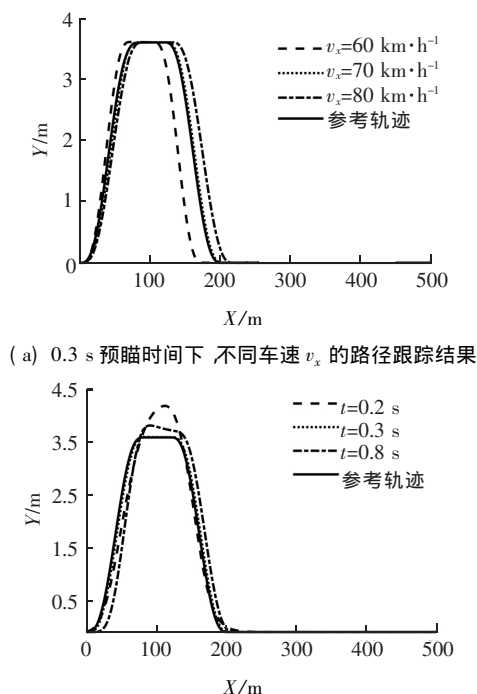 4
3
2
1
0
Y/m
v_x=60 km·h⁻¹
v_x=70 km·h⁻¹
v_x=80 km·h⁻¹
参考轨迹
100 200 300 400 500
X/m
(a) 0.3 s 预瞄时间下,不同车速 v_x 的路径跟踪结果
4.5
3.5
2.5
1.5
0.5
Y/m
t=0.2 s
t=0.3 s
t=0.8 s
参考轨迹
0 100 200 300 400 500
X/m